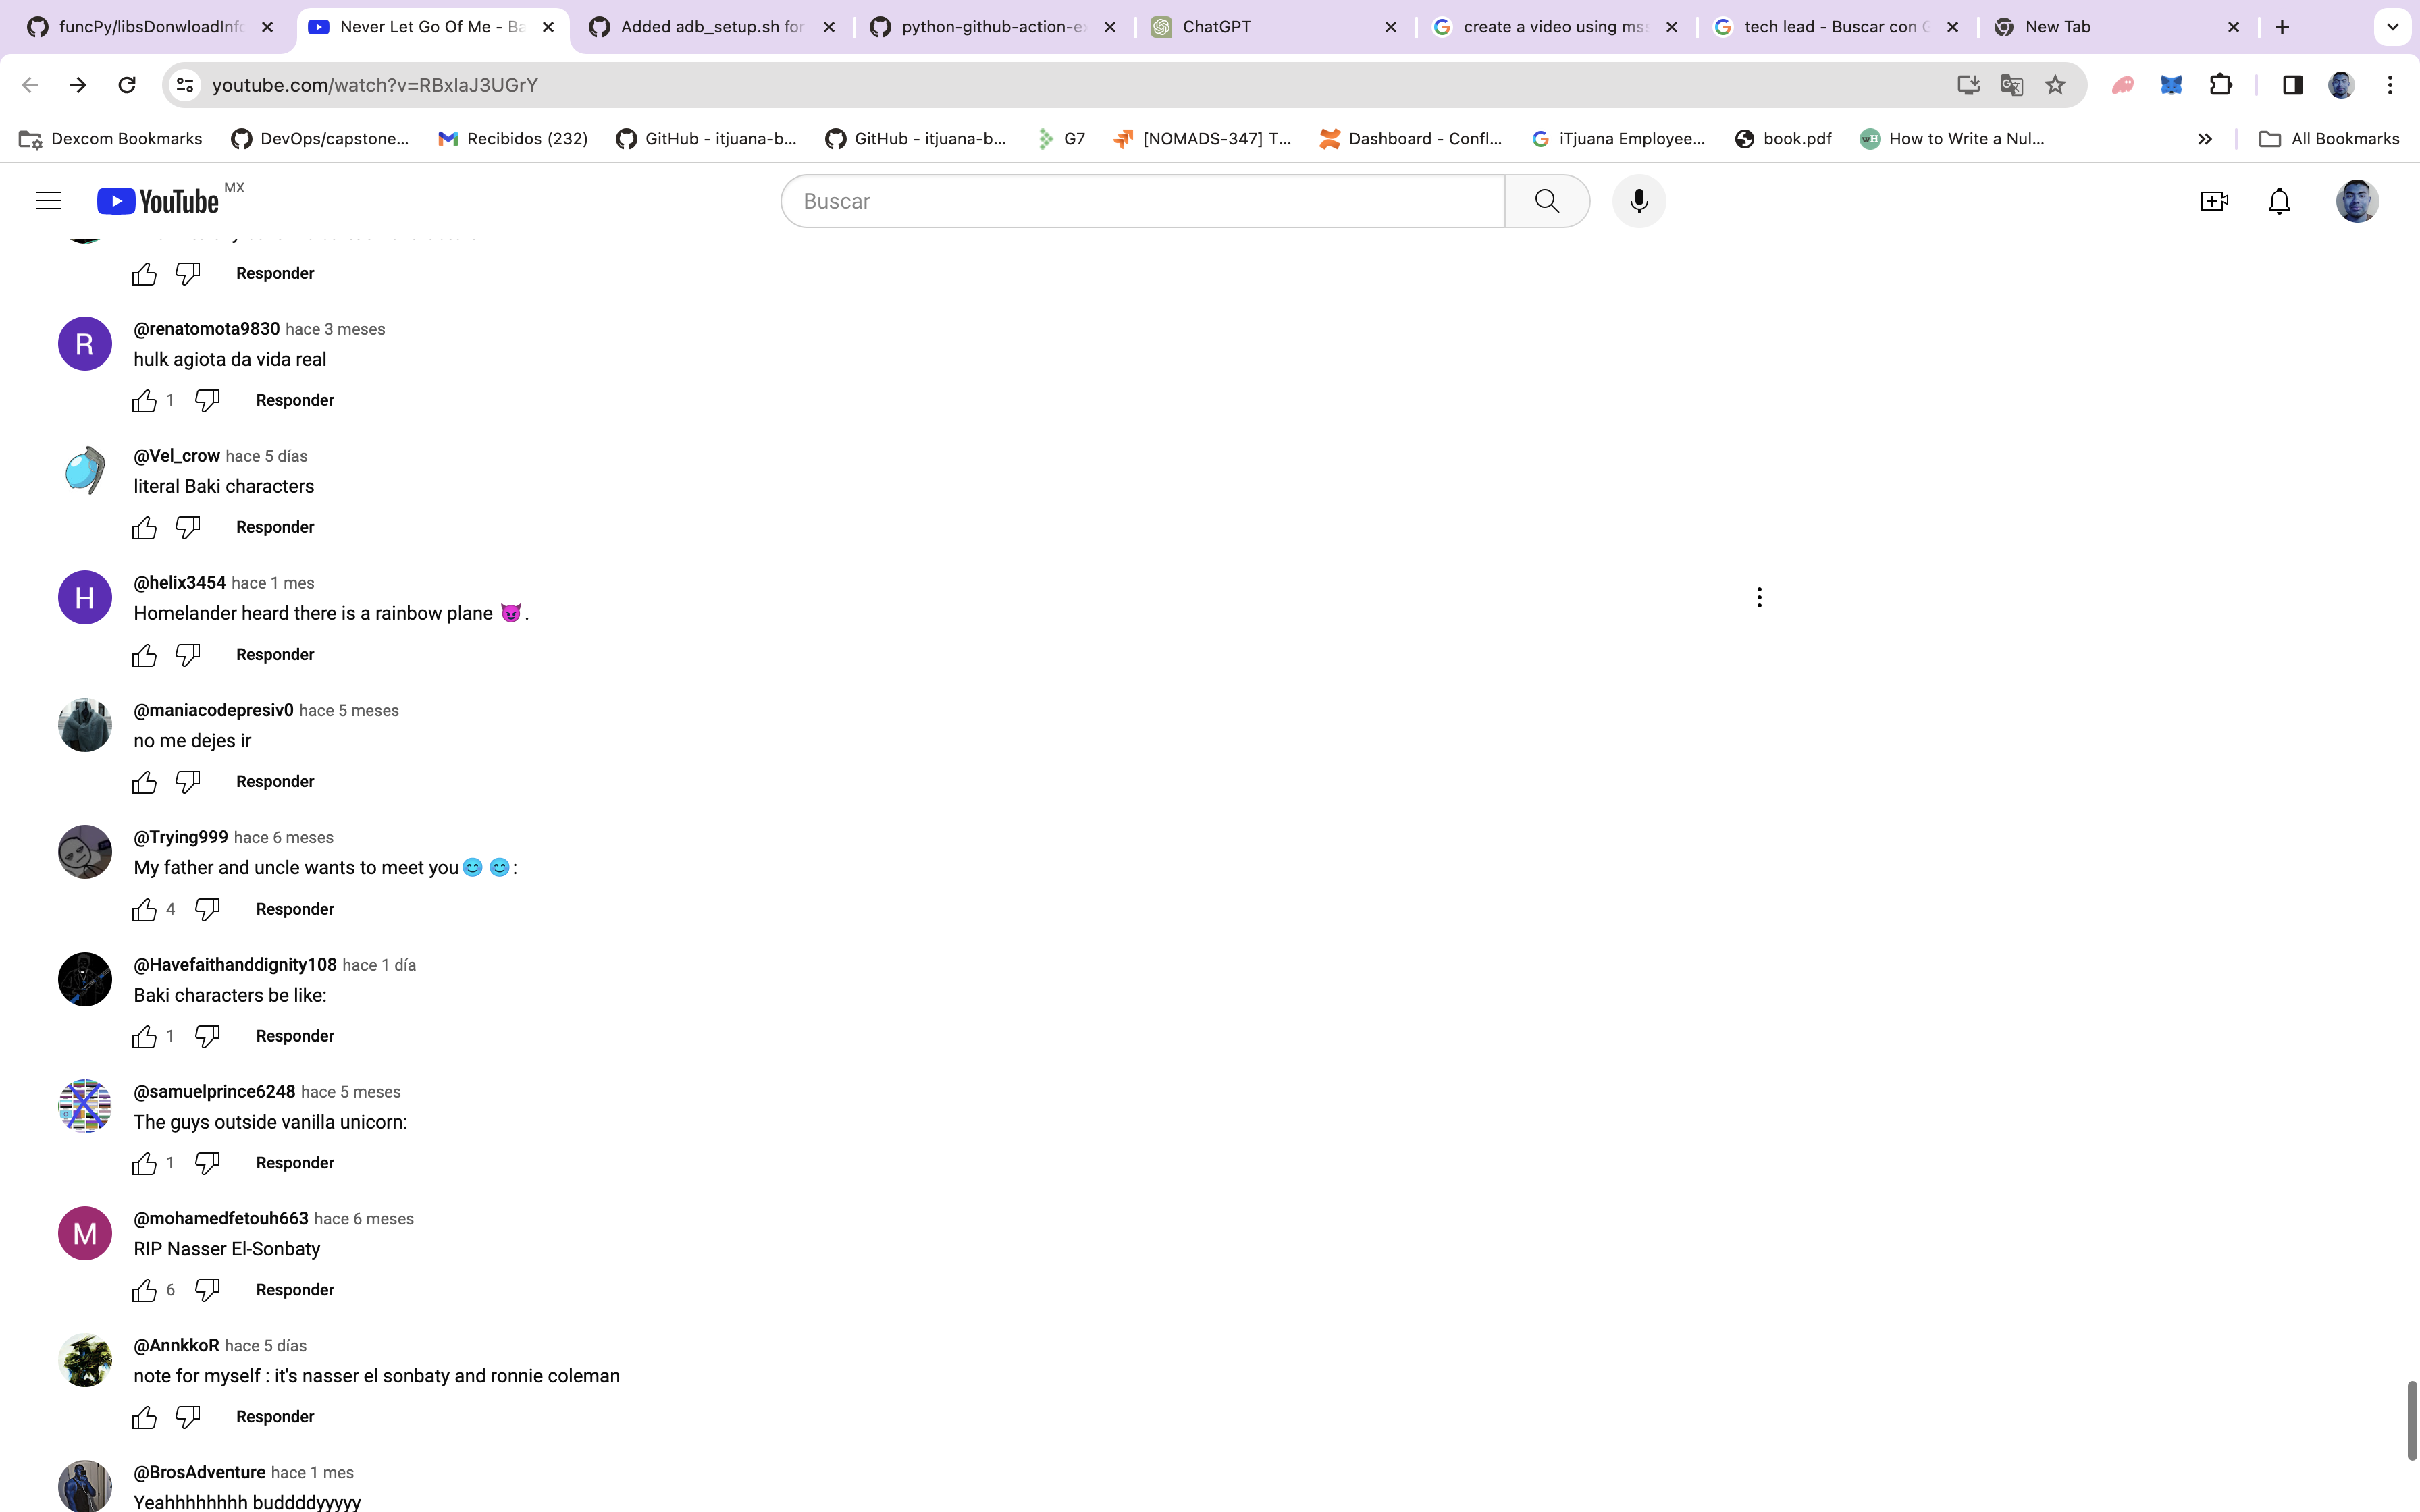 funcPy/libsDonwloadInfo
Never Let Go Of Me - Ba
Added adb_setup.sh for
python-github-action-ex
ChatGPT
create a video using mss
tech lead - Buscar con G
New Tab
youtube.com/watch?v=RBxlaJ3UGrY
Dexcom Bookmarks
DevOps/capstone...
Recibidos (232)
GitHub - itjuana-b...
GitHub - itjuana-b...
G7
[NOMADS-347] T...
Dashboard - Confl...
iTjuana Employee...
book.pdf
How to Write a Nul...
All Bookmarks
YouTube MX
Buscar
Responder
R
@renatomota9830 hace 3 meses
hulk agiota da vida real
1 Responder
@Vel_crow hace 5 días
literal Baki characters
Responder
H
@helix3454 hace 1 mes
Homelander heard there is a rainbow plane 😈.
Responder
@maniacodepresiv0 hace 5 meses
no me dejes ir
Responder
@Trying999 hace 6 meses
My father and uncle wants to meet you😊 😊:
4 Responder
@Havefaithanddignity108 hace 1 día
Baki characters be like:
1 Responder
@samuelprince6248 hace 5 meses
The guys outside vanilla unicorn:
1 Responder
M
@mohamedfetouh663 hace 6 meses
RIP Nasser El-Sonbaty
6 Responder
@AnnkkoR hace 5 días
note for myself : it's nasser el sonbaty and ronnie coleman
Responder
@BrosAdventure hace 1 mes
Yeahhhhhhhh buddddyyyyy